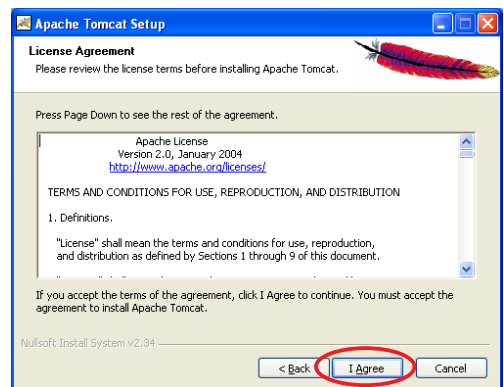 Apache Tomcat Setup
License Agreement
Please review the license terms before installing Apache Tomcat.
Press Page Down to see the rest of the agreement.
Apache License
Version 2.0, January 2004
http://www.apache.org/licenses/
TERMS AND CONDITIONS FOR USE, REPRODUCTION, AND DISTRIBUTION
1. Definitions.
"License" shall mean the terms and conditions for use, reproduction,
and distribution as defined by Sections 1 through 9 of this document.
If you accept the terms of the agreement, click I Agree to continue. You must accept the
agreement to install Apache Tomcat.
Nullsoft Install System v2.34
< Back
I Agree
Cancel